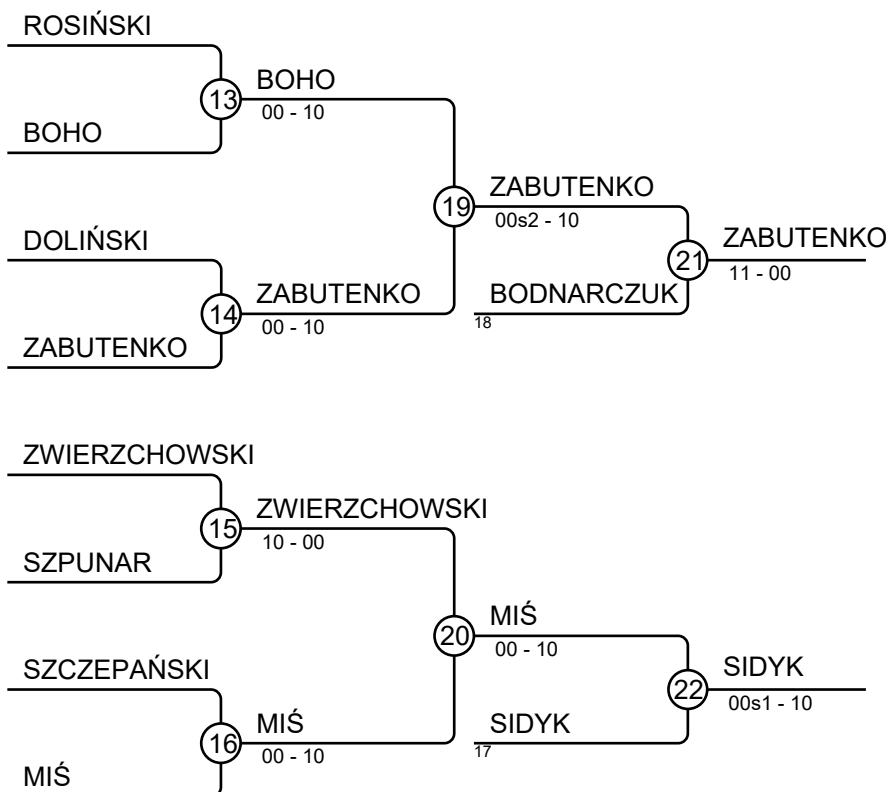 ROSIŃSKI
13
BOHO
00 - 10
BOHO
19
ZABUTENKO
00s2 - 10
DOLIŃSKI
21
ZABUTENKO
11 - 00
14
ZABUTENKO
00 - 10
BODNARCZUK
18
ZABUTENKO
ZWIERZCHOWSKI
15
ZWIERZCHOWSKI
10 - 00
SZPUNAR
20
MIŚ
00 - 10
SZCZEPAŃSKI
22
SIDYK
00s1 - 10
16
MIŚ
00 - 10
SIDYK
17
MIŚ